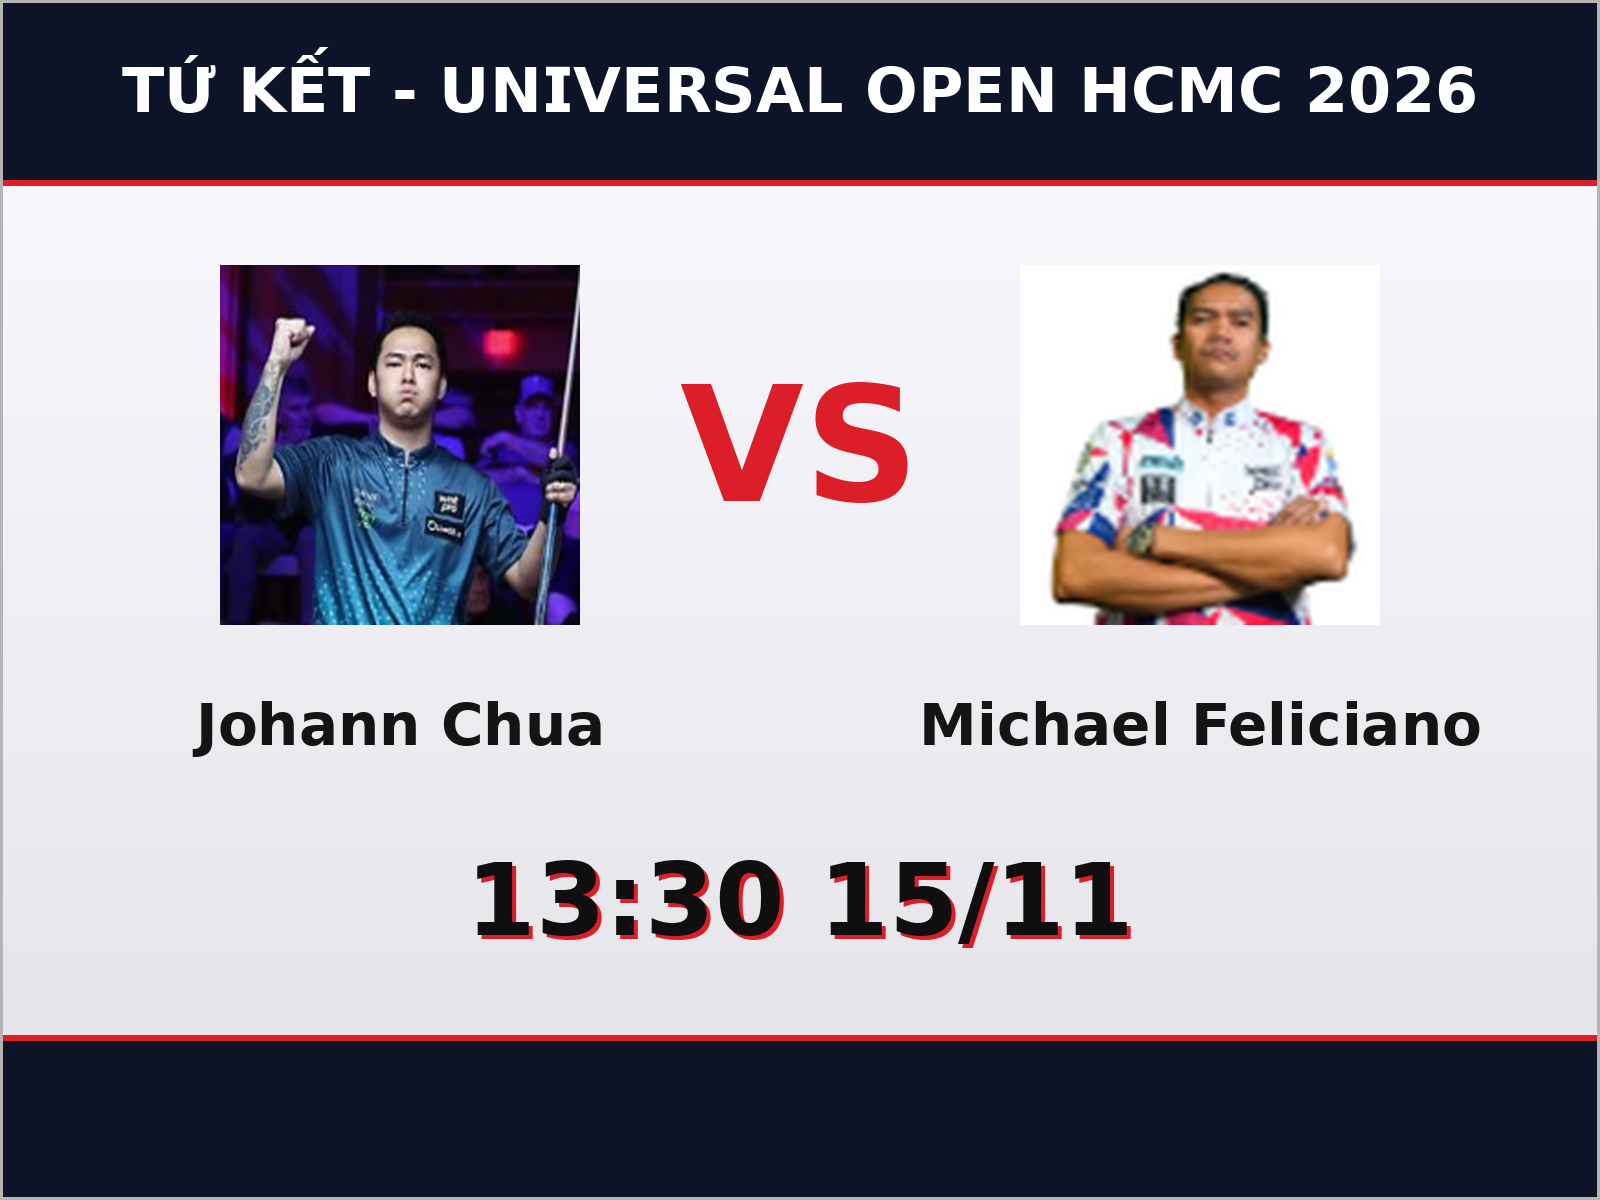 TỨ KẾT - UNIVERSAL OPEN HCMC 2026
VS
Johann Chua
Michael Feliciano
13:30 15/11